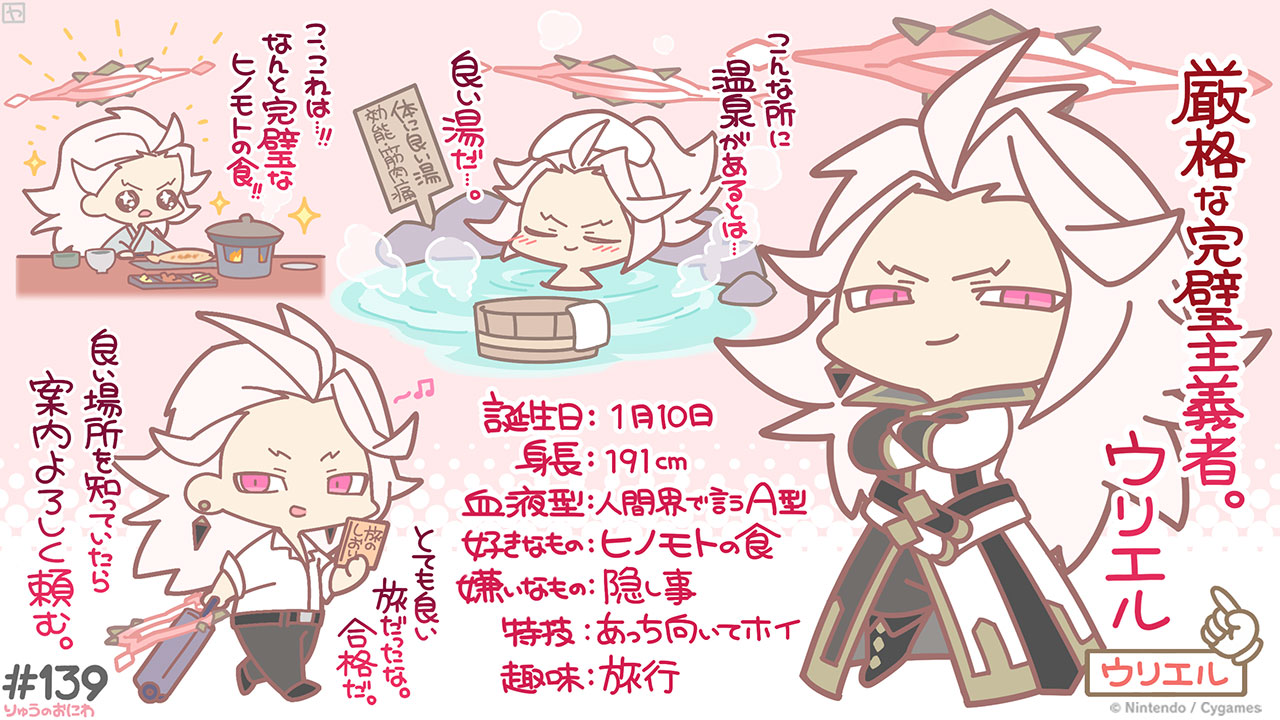 ヤ
厳格な完璧主義者。
ウリエル
こんな所に
温泉があるとは…
良い湯だ…。
体に良い湯
効能・筋肉痛
こ、これは…!!
なんと完璧な
ヒノモトの食!!
誕生日：1月10日
身長：191cm
血液型：人間界で言うA型
好きなもの：ヒノモトの食
嫌いなもの：隠し事
特技：あっち向いてホイ
趣味：旅行
とても良い
旅だったな。
合格だ。
旅の
しおり
良い場所を知っていたら
案内よろしく頼む。
#139
りゅうのおにわ
ウリエル
© Nintendo / Cygames